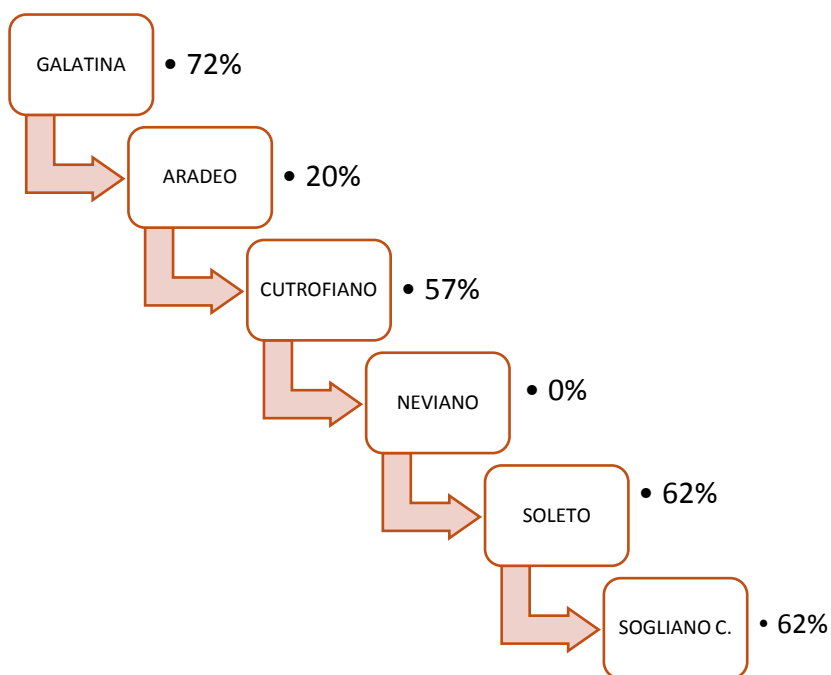 GALATINA
• 72%
ARADEO
• 20%
CUTROFIANO
• 57%
NEVIANO
• 0%
SOLETO
• 62%
SOGLIANO C.
• 62%